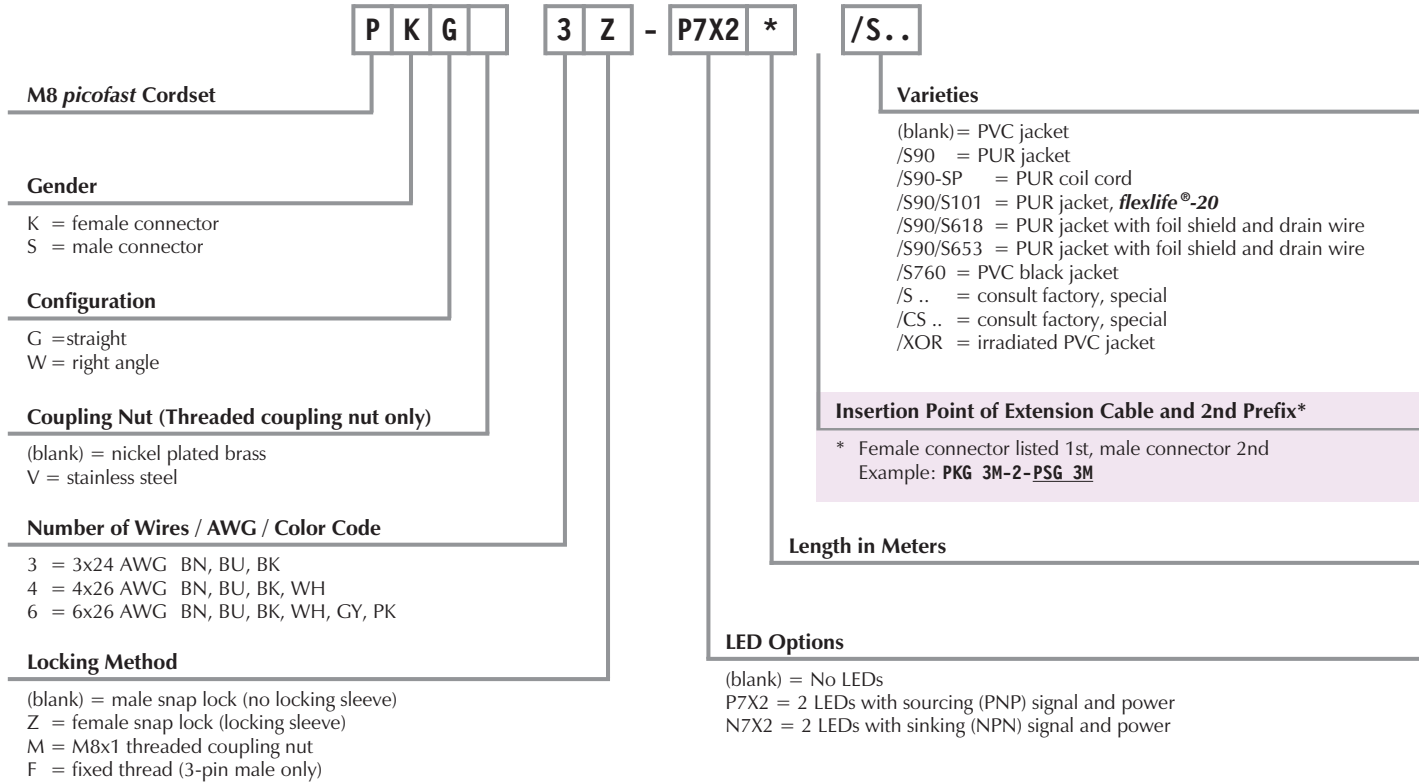 P K G 3 Z - P7X2 * /S..
M8 picofast Cordset
Gender
K = female connector
S = male connector
Configuration
G =straight
W = right angle
Coupling Nut (Threaded coupling nut only)
(blank) = nickel plated brass
V = stainless steel
Number of Wires / AWG / Color Code
3 = 3x24 AWG BN, BU, BK
4 = 4x26 AWG BN, BU, BK, WH
6 = 6x26 AWG BN, BU, BK, WH, GY, PK
Locking Method
(blank) = male snap lock (no locking sleeve)
Z = female snap lock (locking sleeve)
M = M8x1 threaded coupling nut
F = fixed thread (3-pin male only)
Varieties
(blank)= PVC jacket
/S90 = PUR jacket
/S90-SP = PUR coil cord
/S90/S101 = PUR jacket, flexlife®-20
/S90/S618 = PUR jacket with foil shield and drain wire
/S90/S653 = PUR jacket with foil shield and drain wire
/S760 = PVC black jacket
/S .. = consult factory, special
/CS .. = consult factory, special
/XOR = irradiated PVC jacket
Insertion Point of Extension Cable and 2nd Prefix*
* Female connector listed 1st, male connector 2nd
Example: PKG 3M-2-PSG 3M
Length in Meters
LED Options
(blank) = No LEDs
P7X2 = 2 LEDs with sourcing (PNP) signal and power
N7X2 = 2 LEDs with sinking (NPN) signal and power